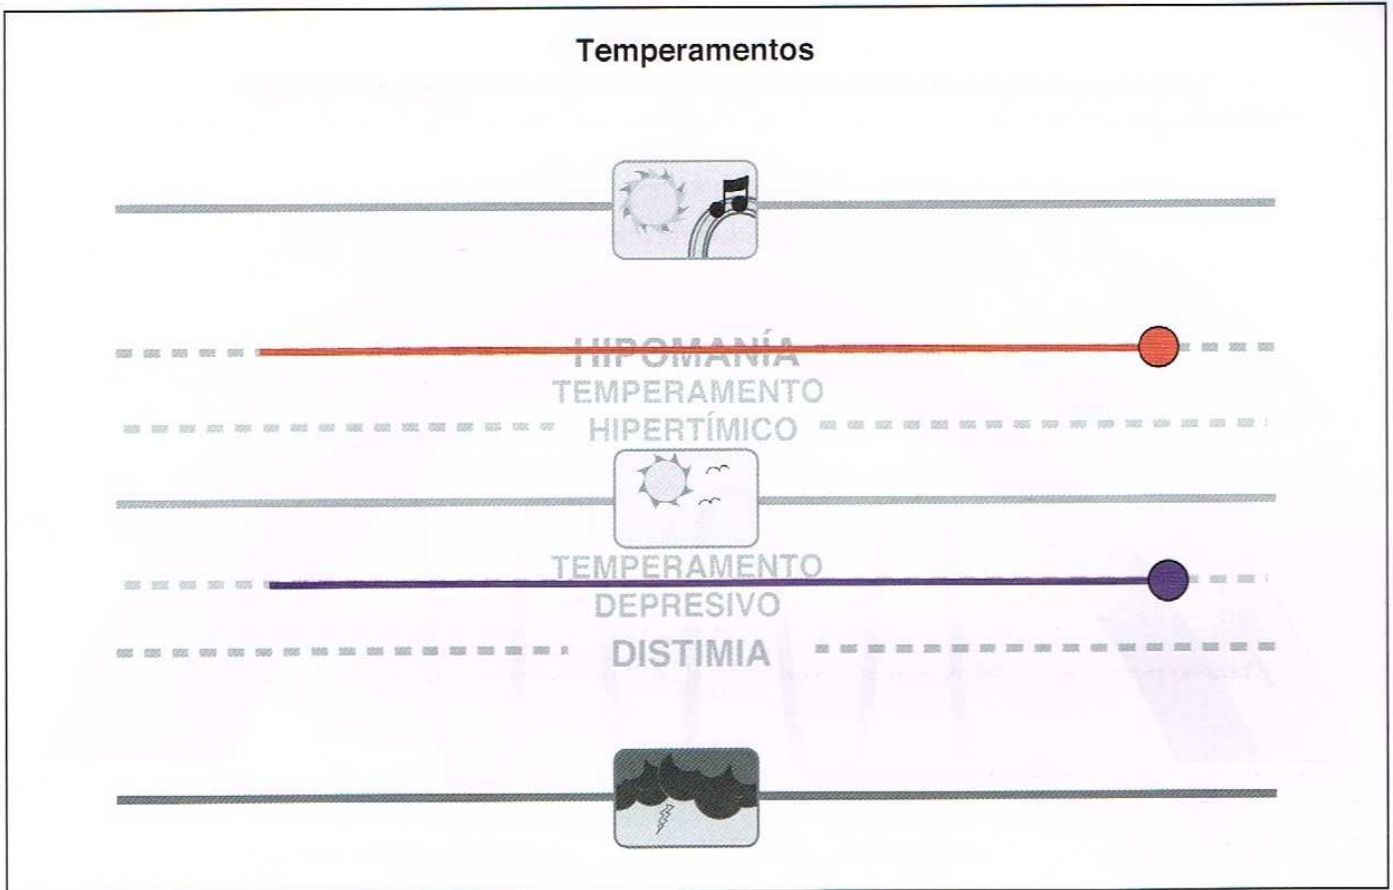 Temperamentos
HIPOMANÍA
TEMPERAMENTO
HIPERTÍMICO
TEMPERAMENTO
DEPRESIVO
DISTIMIA